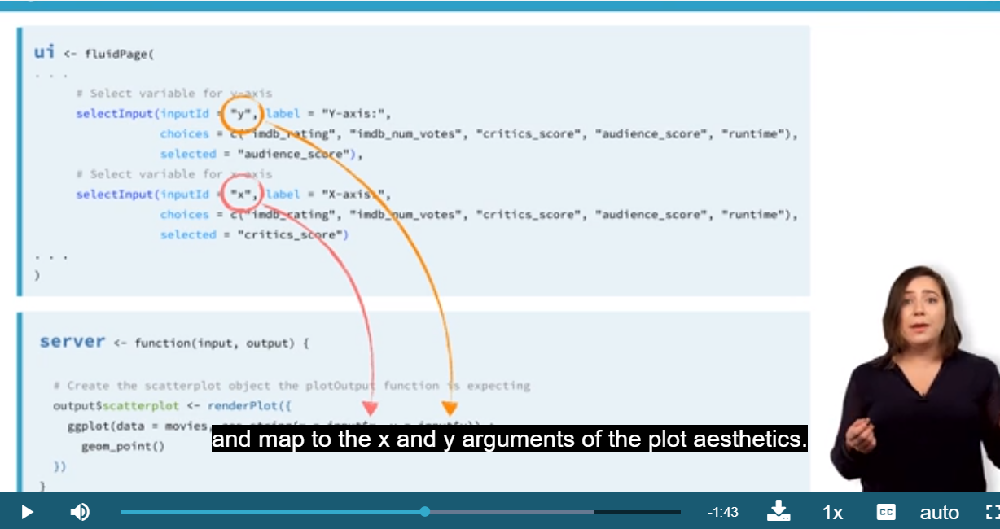 ui <- fluidPage(
. . .
# Select variable for y-axis
selectInput(inputId = "y", label = "Y-axis:",
choices = c("imdb_rating", "imdb_num_votes", "critics_score", "audience_score", "runtime"),
selected = "audience_score"),
# Select variable for x-axis
selectInput(inputId = "x", label = "X-axis:",
choices = c("imdb_rating", "imdb_num_votes", "critics_score", "audience_score", "runtime"),
selected = "critics_score")
. . .
)
server <- function(input, output) {
# Create the scatterplot object the plotOutput function is expecting
output$scatterplot <- renderPlot({
ggplot(data = movies,
and map to the x and y arguments of the plot aesthetics.
geom_point()
})
}
-1:43
1x
CC
auto